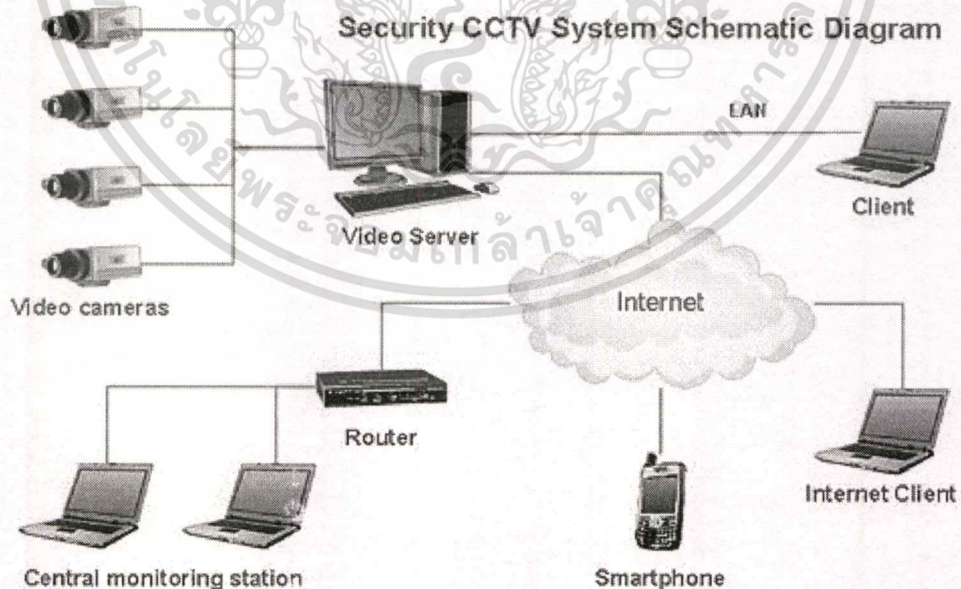 Security CCTV System Schematic Diagram
LAN
Client
Video Server
Internet
Video cameras
Router
Internet Client
Central monitoring station
Smartphone